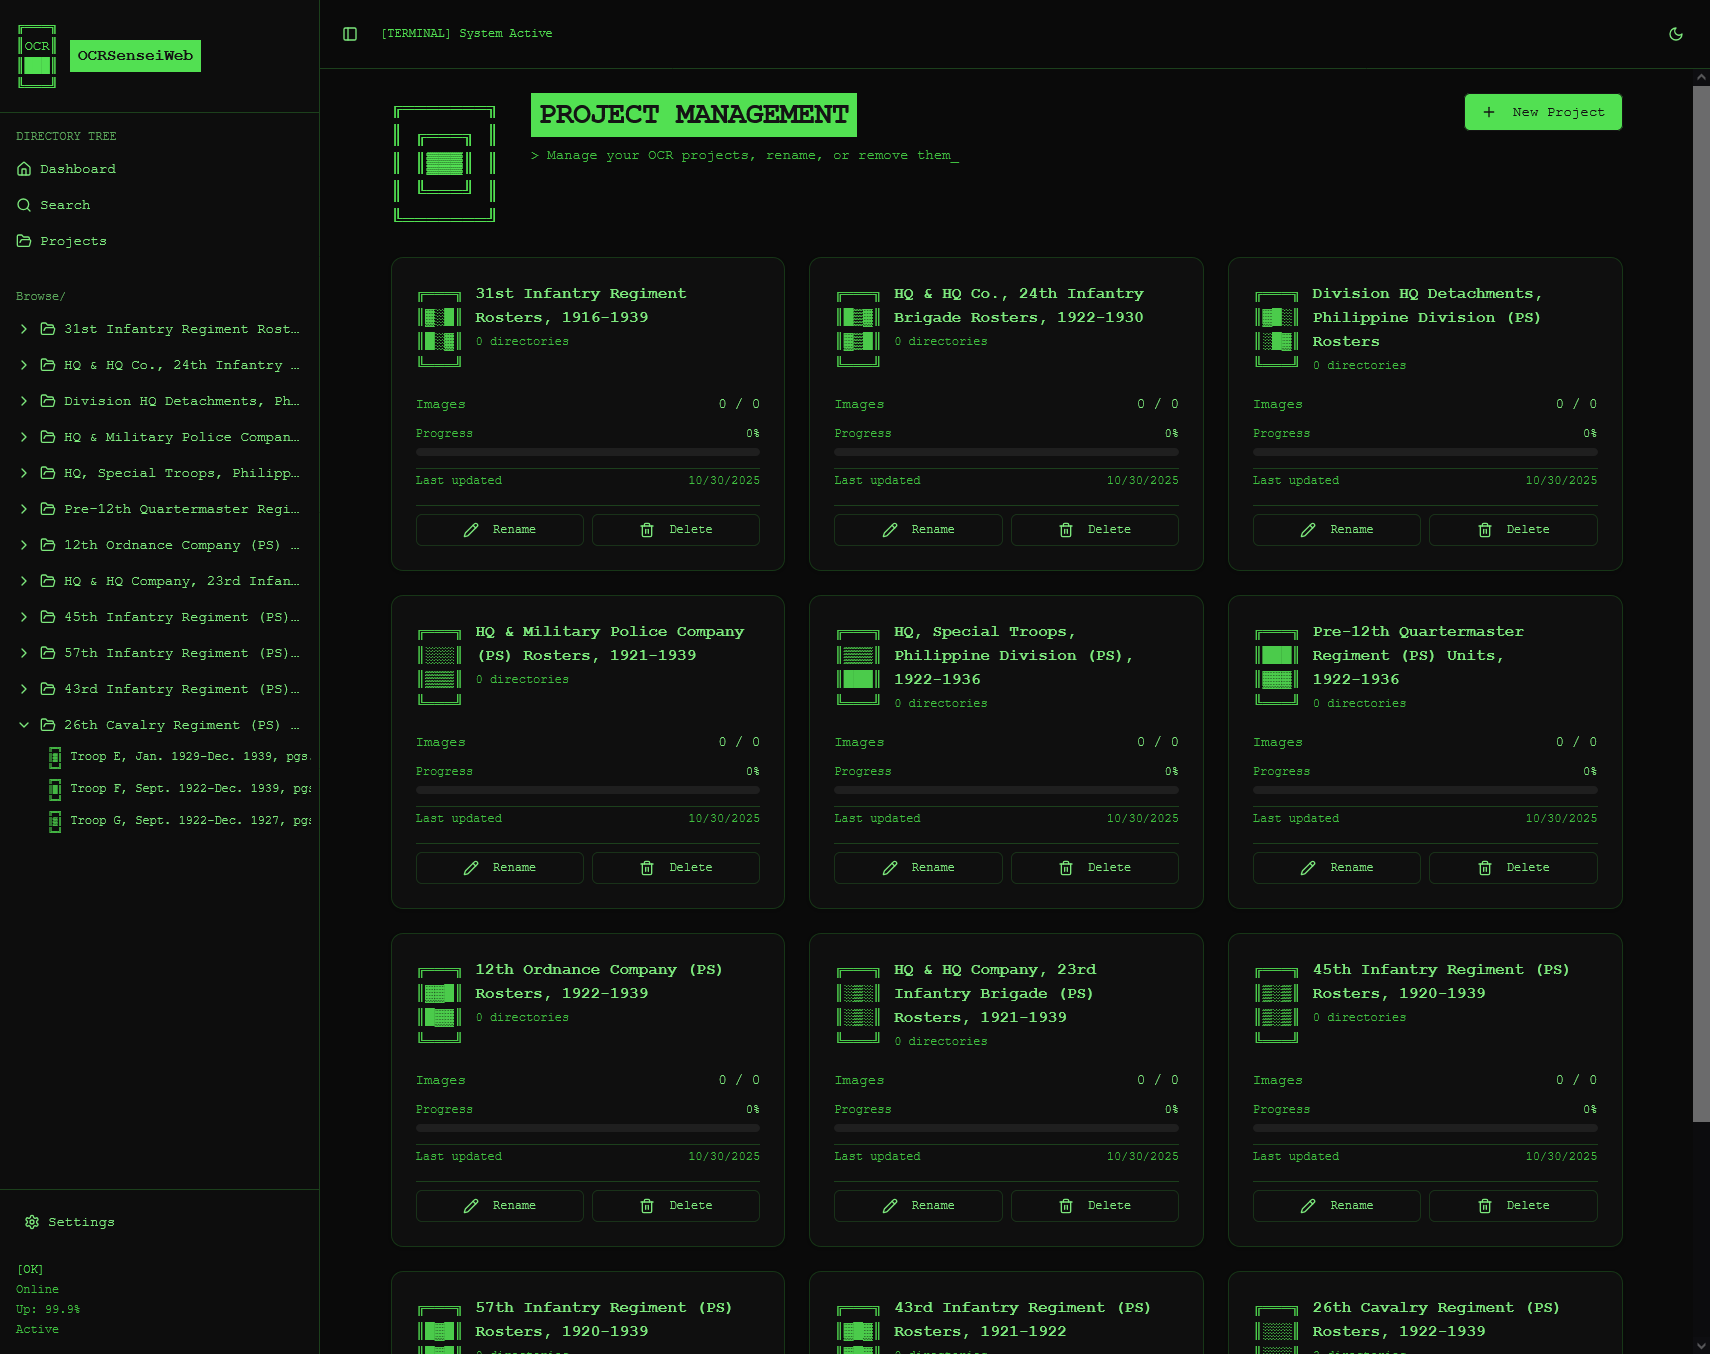 OCR
OCRSenseiWeb
DIRECTORY TREE
Dashboard
Search
Projects
Browse/
31st Infantry Regiment Rost…
HQ & HQ Co., 24th Infantry …
Division HQ Detachments, Ph…
HQ & Military Police Compan…
HQ, Special Troops, Philipp…
Pre-12th Quartermaster Regi…
12th Ordnance Company (PS) …
HQ & HQ Company, 23rd Infan…
45th Infantry Regiment (PS)…
57th Infantry Regiment (PS)…
43rd Infantry Regiment (PS)…
26th Cavalry Regiment (PS) …
Troop E, Jan. 1929-Dec. 1939, pgs.
Troop F, Sept. 1922-Dec. 1939, pgs
Troop G, Sept. 1922-Dec. 1927, pgs
Settings
[OK]
Online
Up: 99.9%
Active
[TERMINAL] System Active
PROJECT MANAGEMENT
> Manage your OCR projects, rename, or remove them_
+ New Project
31st Infantry Regiment
Rosters, 1916-1939
0 directories
Images 0 / 0
Progress 0%
Last updated 10/30/2025
Rename Delete
HQ & HQ Co., 24th Infantry
Brigade Rosters, 1922-1930
0 directories
Images 0 / 0
Progress 0%
Last updated 10/30/2025
Rename Delete
Division HQ Detachments,
Philippine Division (PS)
Rosters
0 directories
Images 0 / 0
Progress 0%
Last updated 10/30/2025
Rename Delete
HQ & Military Police Company
(PS) Rosters, 1921-1939
0 directories
Images 0 / 0
Progress 0%
Last updated 10/30/2025
Rename Delete
HQ, Special Troops,
Philippine Division (PS),
1922-1936
0 directories
Images 0 / 0
Progress 0%
Last updated 10/30/2025
Rename Delete
Pre-12th Quartermaster
Regiment (PS) Units,
1922-1936
0 directories
Images 0 / 0
Progress 0%
Last updated 10/30/2025
Rename Delete
12th Ordnance Company (PS)
Rosters, 1922-1939
0 directories
Images 0 / 0
Progress 0%
Last updated 10/30/2025
Rename Delete
HQ & HQ Company, 23rd
Infantry Brigade (PS)
Rosters, 1921-1939
0 directories
Images 0 / 0
Progress 0%
Last updated 10/30/2025
Rename Delete
45th Infantry Regiment (PS)
Rosters, 1920-1939
0 directories
Images 0 / 0
Progress 0%
Last updated 10/30/2025
Rename Delete
57th Infantry Regiment (PS)
Rosters, 1920-1939
43rd Infantry Regiment (PS)
Rosters, 1921-1922
26th Cavalry Regiment (PS)
Rosters, 1922-1939